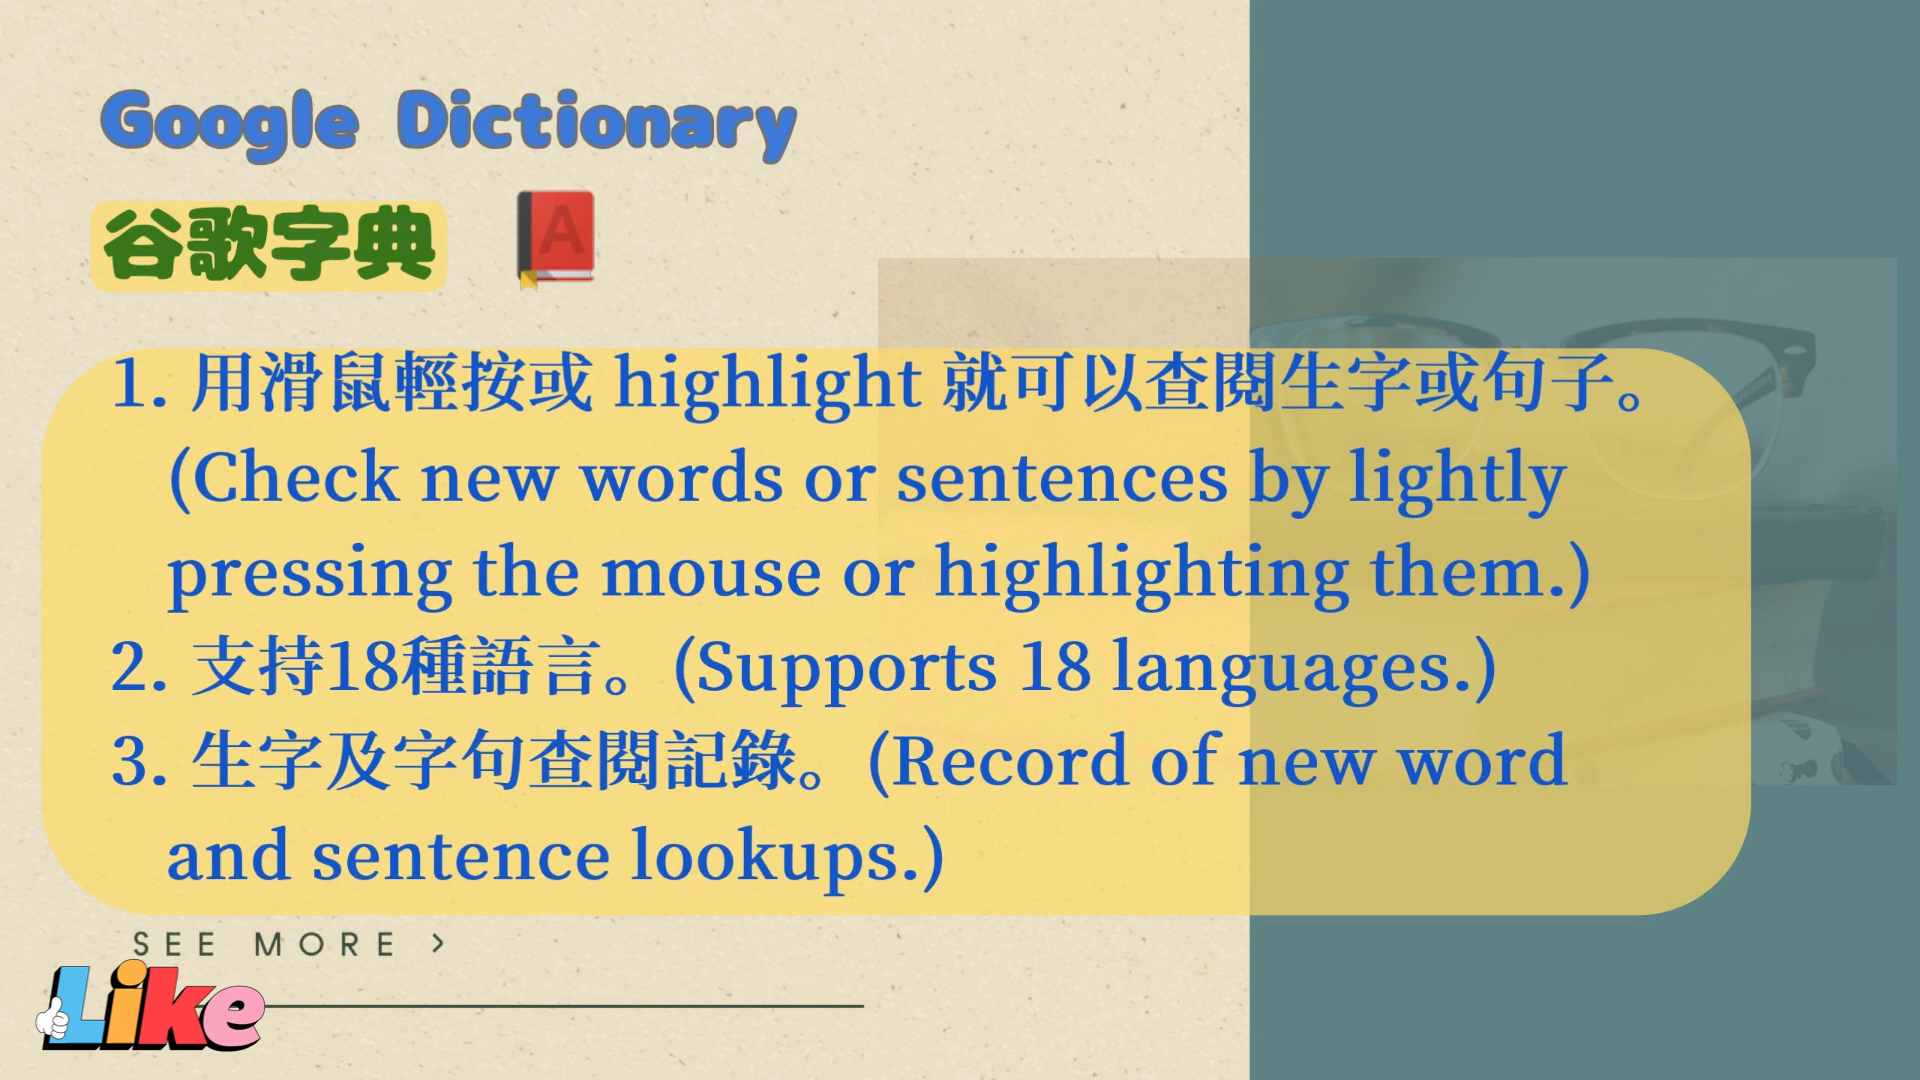 Google Dictionary
谷歌字典
A
1. 用滑鼠輕按或 highlight 就可以查閱生字或句子。
(Check new words or sentences by lightly
pressing the mouse or highlighting them.)
2. 支持18種語言。(Supports 18 languages.)
3. 生字及字句查閱記錄。(Record of new word
and sentence lookups.)
SEE MORE >
Like